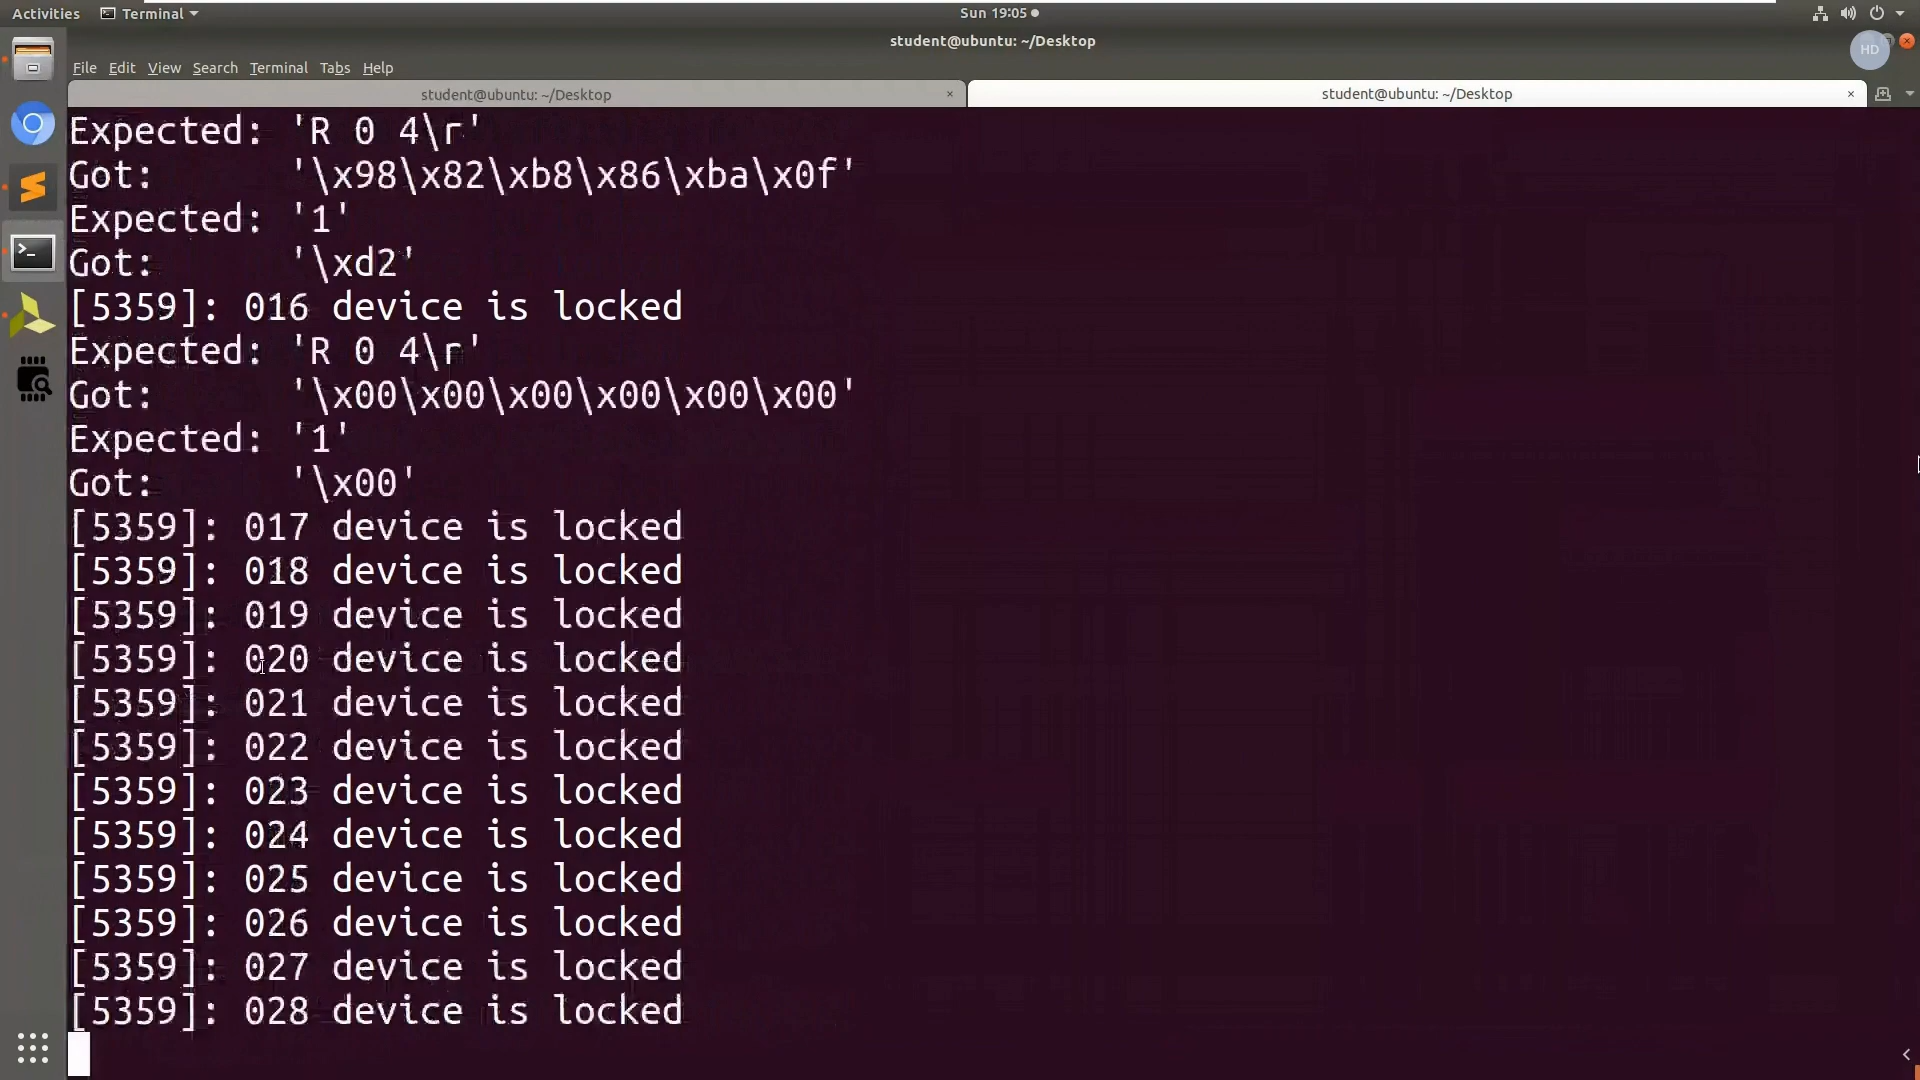 Activities Terminal Sun 19:05
student@ubuntu: ~/Desktop
HD
File Edit View Search Terminal Tabs Help
student@ubuntu: ~/Desktop × student@ubuntu: ~/Desktop ×
Expected: 'R 0 4\r'
Got: '\x98\x82\xb8\x86\xba\x0f'
Expected: '1'
Got: '\xd2'
[5359]: 016 device is locked
Expected: 'R 0 4\r'
Got: '\x00\x00\x00\x00\x00\x00'
Expected: '1'
Got: '\x00'
[5359]: 017 device is locked
[5359]: 018 device is locked
[5359]: 019 device is locked
[5359]: 020 device is locked
[5359]: 021 device is locked
[5359]: 022 device is locked
[5359]: 023 device is locked
[5359]: 024 device is locked
[5359]: 025 device is locked
[5359]: 026 device is locked
[5359]: 027 device is locked
[5359]: 028 device is locked